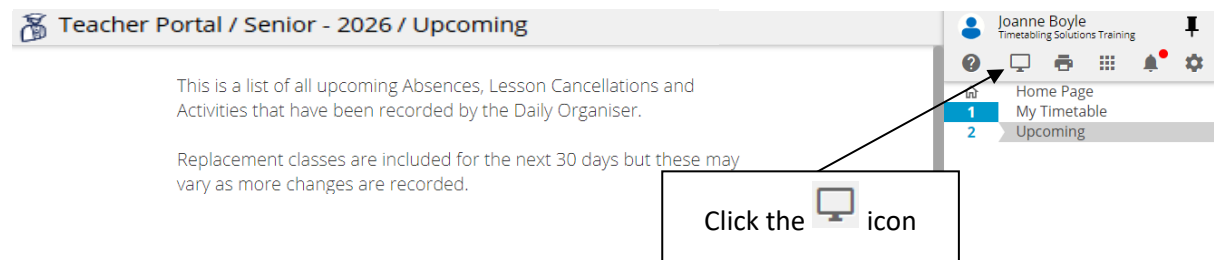 Teacher Portal / Senior - 2026 / Upcoming
This is a list of all upcoming Absences, Lesson Cancellations and
Activities that have been recorded by the Daily Organiser.
Replacement classes are included for the next 30 days but these may
vary as more changes are recorded.
Joanne Boyle
Timetabling Solutions Training
Home Page
1 My Timetable
2 Upcoming
Click the icon